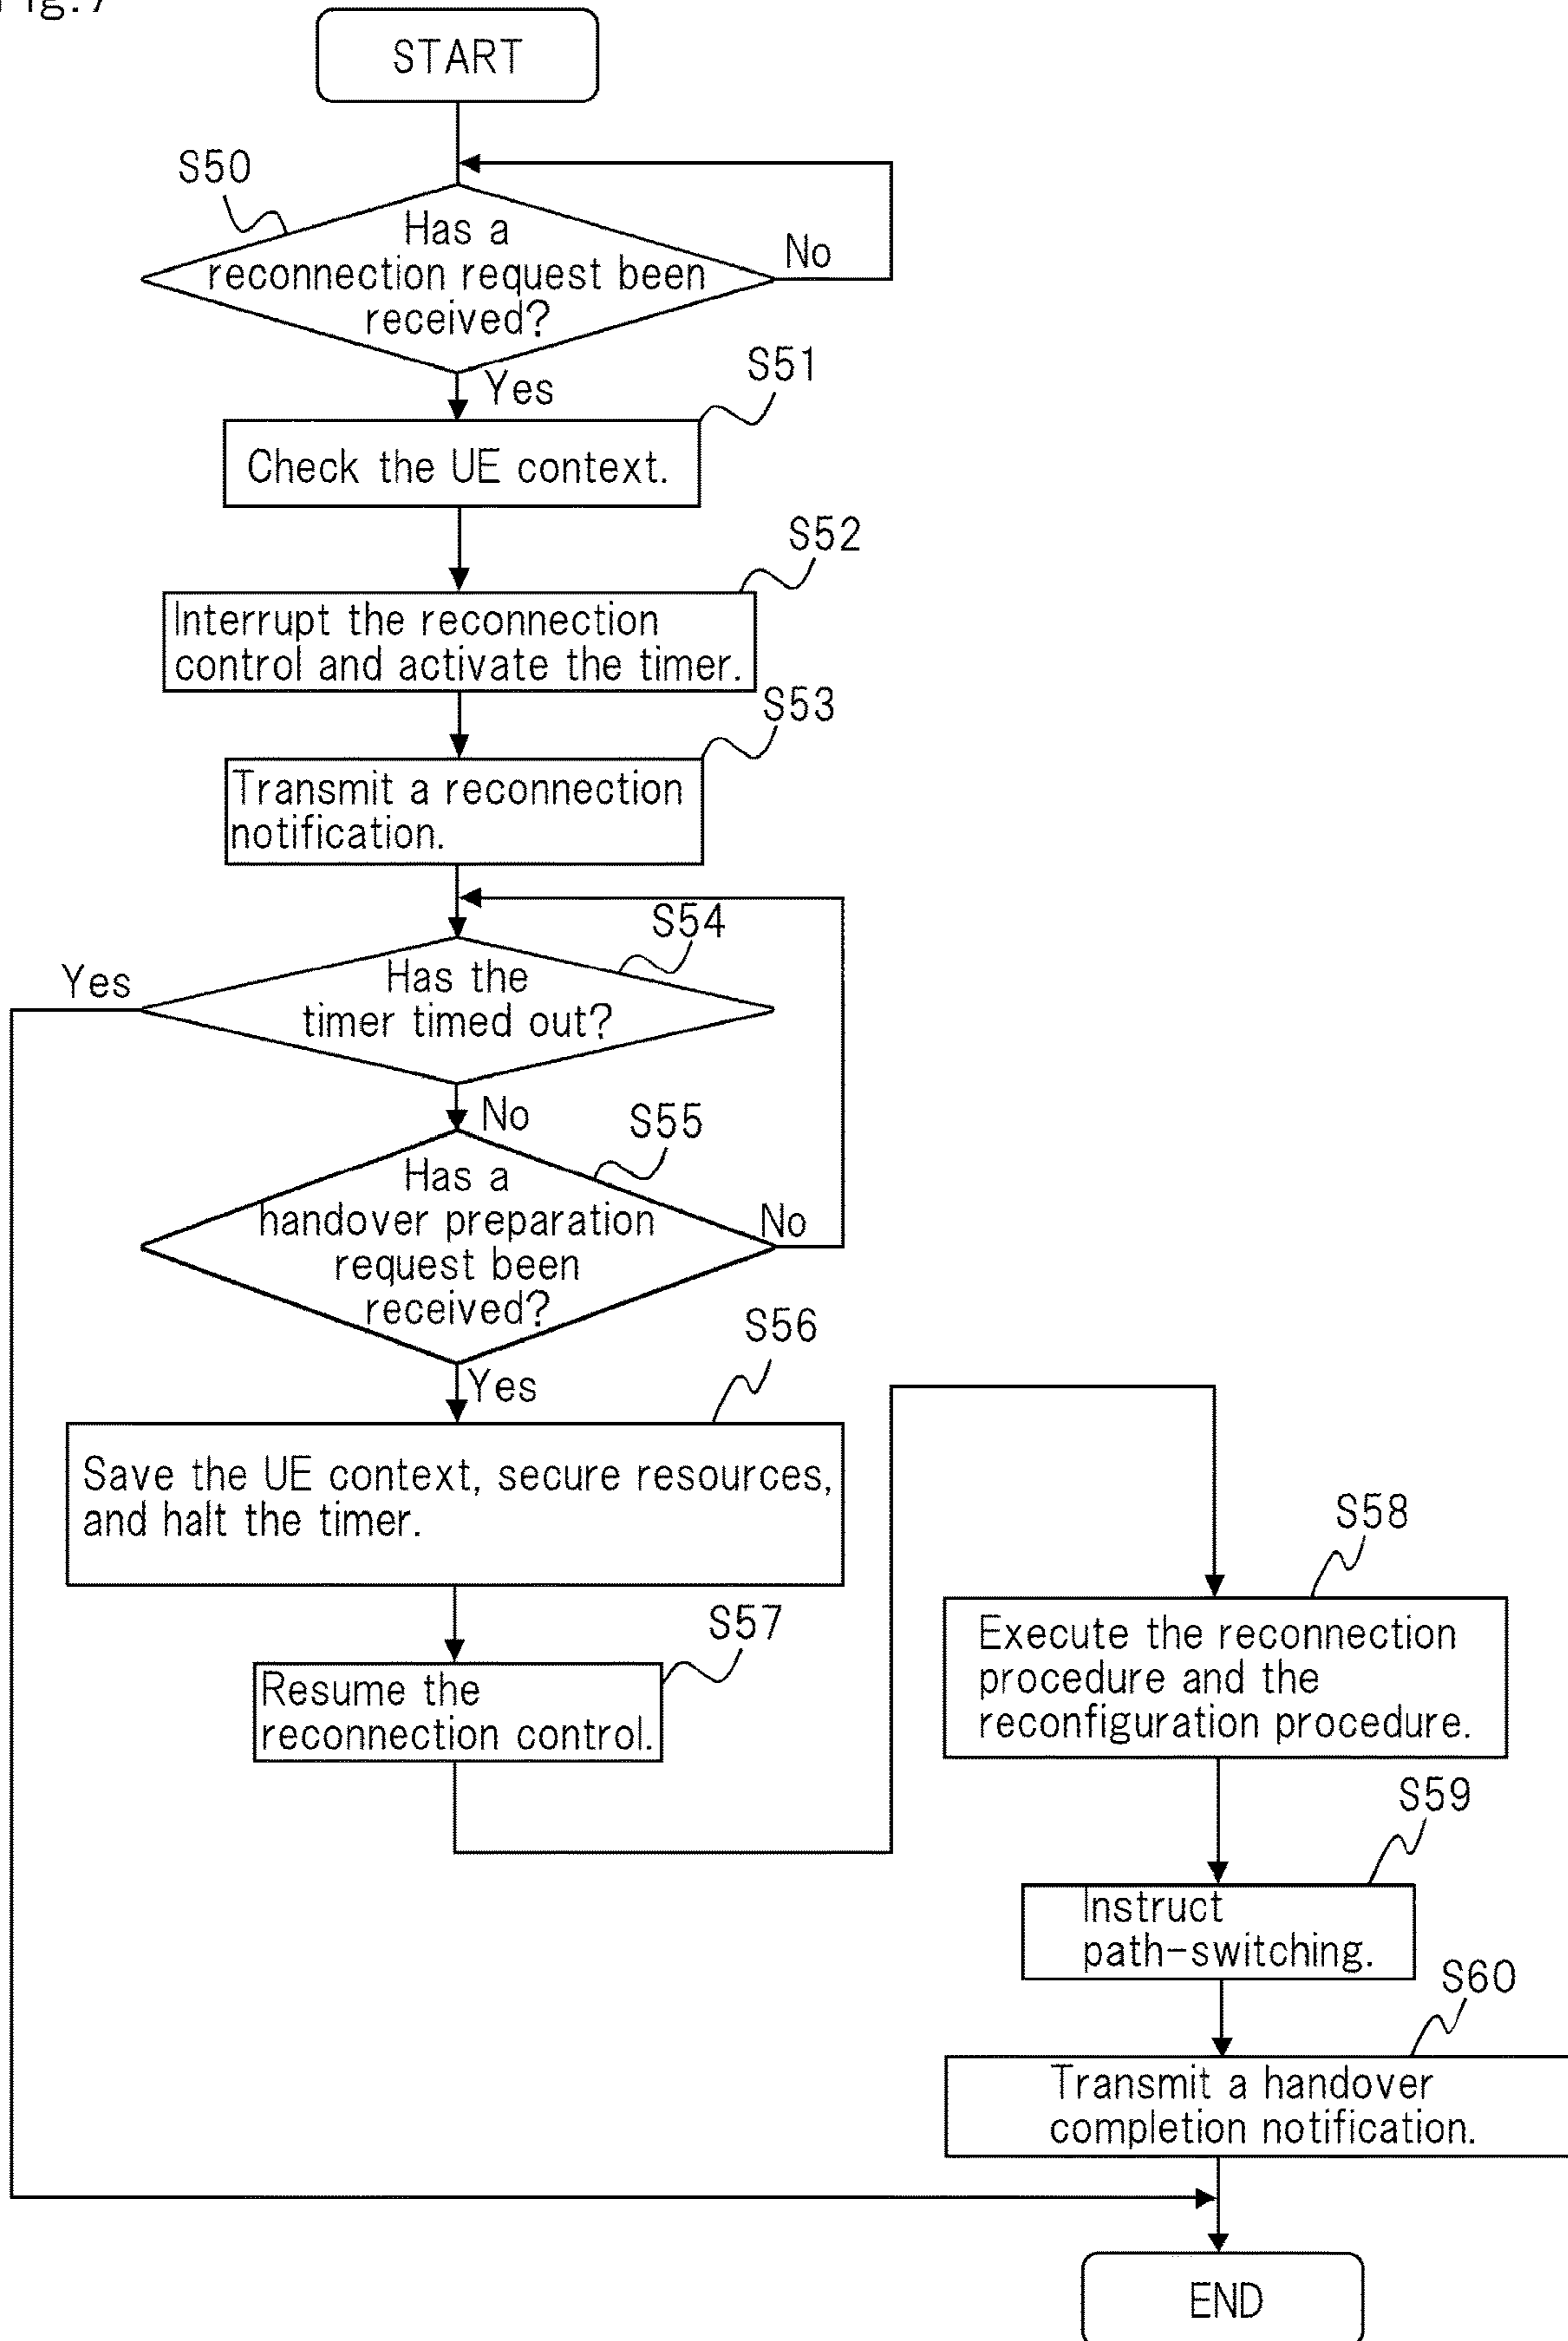 Fig.7
START
S50
Has a
reconnection request been
received?
No
Yes
S51
Check the UE context.
S52
Interrupt the reconnection
control and activate the timer.
S53
Transmit a reconnection
notification.
S54
Yes
Has the
timer timed out?
No
S55
Has a
handover preparation
request been
received?
No
Yes
S56
Save the UE context, secure resources,
and halt the timer.
S57
Resume the
reconnection control.
S58
Execute the reconnection
procedure and the
reconfiguration procedure.
S59
Instruct
path-switching.
S60
Transmit a handover
completion notification.
END